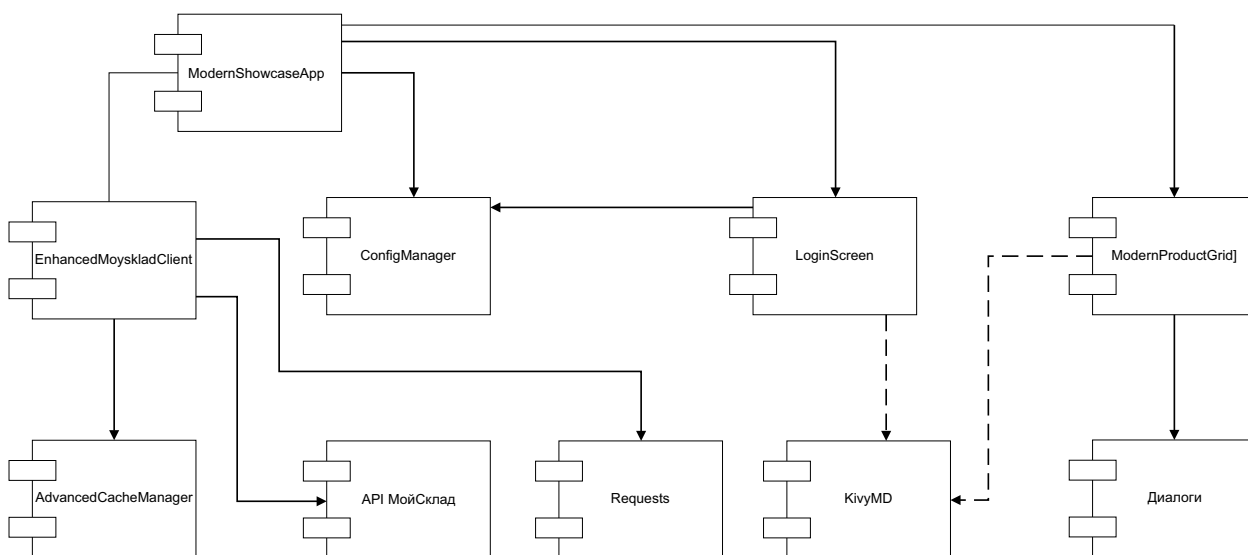 ModernShowcaseApp
EnhancedMoyskladClient
ConfigManager
LoginScreen
ModernProductGrid]
AdvancedCacheManager
API МойСклад
Requests
KivyMD
Диалоги